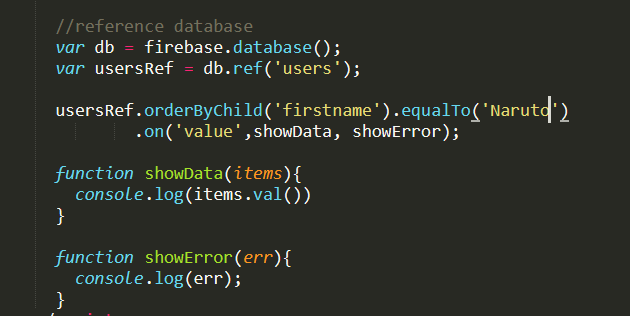 //reference database
var db = firebase.database();
var usersRef = db.ref('users');
usersRef.orderByChild('firstname').equalTo('Naruto')
.on('value',showData, showError);
function showData(items){
console.log(items.val())
}
function showError(err){
console.log(err);
}